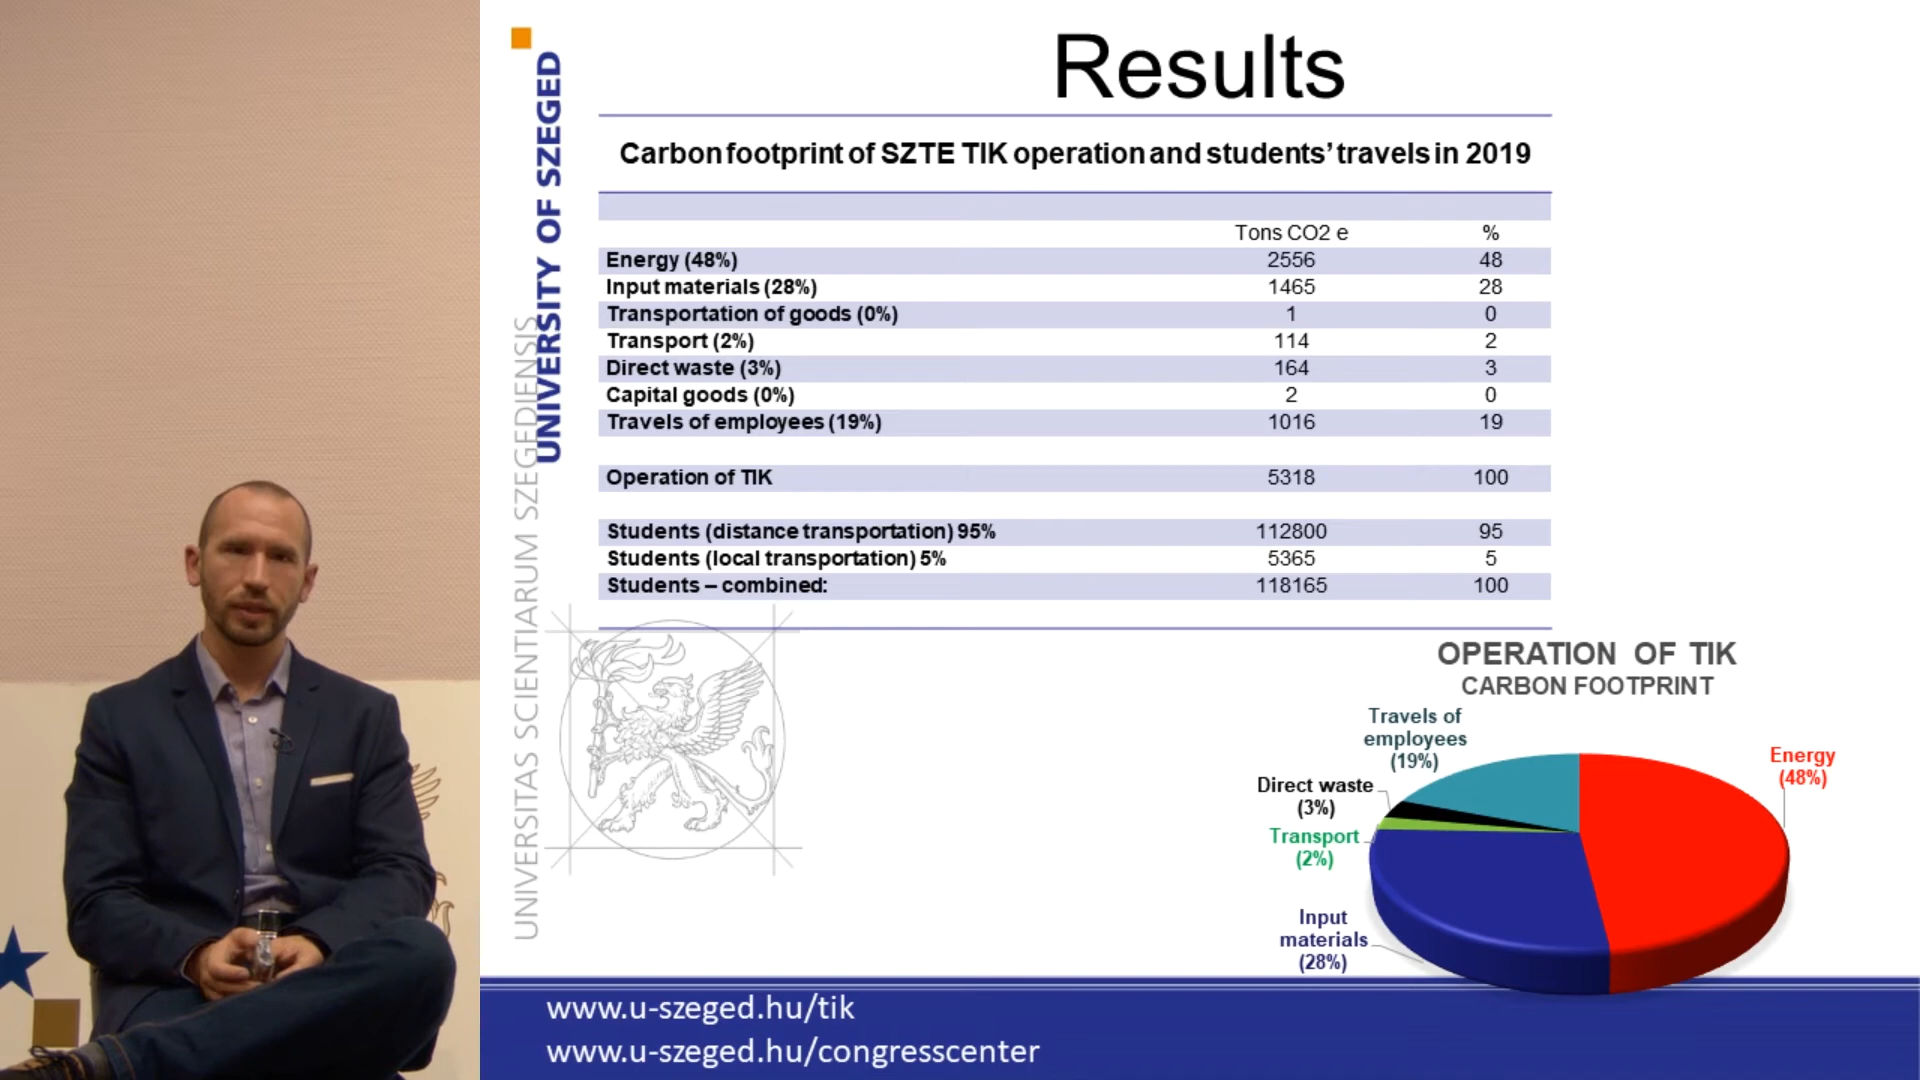 Results
UNIVERSITY OF SZEGED
UNIVERSITAS SCIENTIARUM SZEGEDIENSIS
Carbon footprint of SZTE TIK operation and students' travels in 2019
Tons CO2 e %
Energy (48%) 2556 48
Input materials (28%) 1465 28
Transportation of goods (0%) 1 0
Transport (2%) 114 2
Direct waste (3%) 164 3
Capital goods (0%) 2 0
Travels of employees (19%) 1016 19
Operation of TIK 5318 100
Students (distance transportation) 95% 112800 95
Students (local transportation) 5% 5365 5
Students – combined: 118165 100
OPERATION OF TIK
CARBON FOOTPRINT
Travels of
employees
(19%)
Energy
(48%)
Direct waste
(3%)
Transport
(2%)
Input
materials
(28%)
www.u-szeged.hu/tik
www.u-szeged.hu/congresscenter